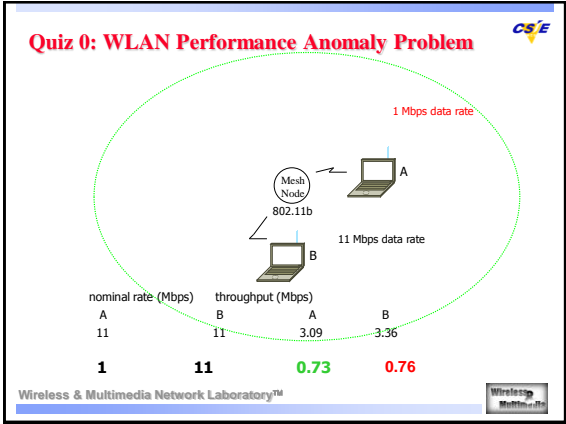 Quiz 0: WLAN Performance Anomaly Problem
CS/E
1 Mbps data rate
A
Mesh
Node
802.11b
11 Mbps data rate
B
nominal rate (Mbps) throughput (Mbps)
A B A B
11 11 3.09 3.36
1 11 0.73 0.76
Wireless & Multimedia Network Laboratory™
Wireless
Multimedia